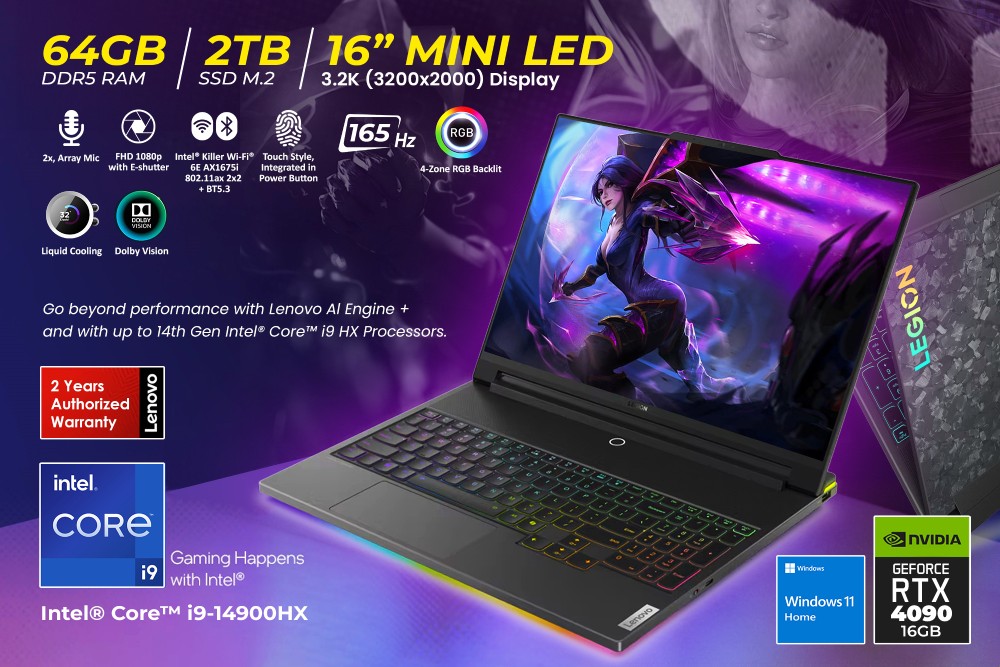 64GB
DDR5 RAM
2TB
SSD M.2
16” MINI LED
3.2K (3200x2000) Display
2x, Array Mic
FHD 1080p
with E-shutter
Intel® Killer Wi-Fi®
6E AX1675i
802.11ax 2x2
+ BT5.3
Touch Style,
Integrated in
Power Button
165 Hz
RGB
4-Zone RGB Backlit
32°
Liquid Cooling
DOLBY
VISION
Dolby Vision
Go beyond performance with Lenovo AI Engine +
and with up to 14th Gen Intel® Core™ i9 HX Processors.
2 Years
Authorized
Warranty
Lenovo
intel.
CORE
i9
Gaming Happens
with Intel®
Intel® Core™ i9-14900HX
LEGION
LEGION
Lenovo
Windows
Windows 11
Home
NVIDIA
GEFORCE
RTX
4090
16GB